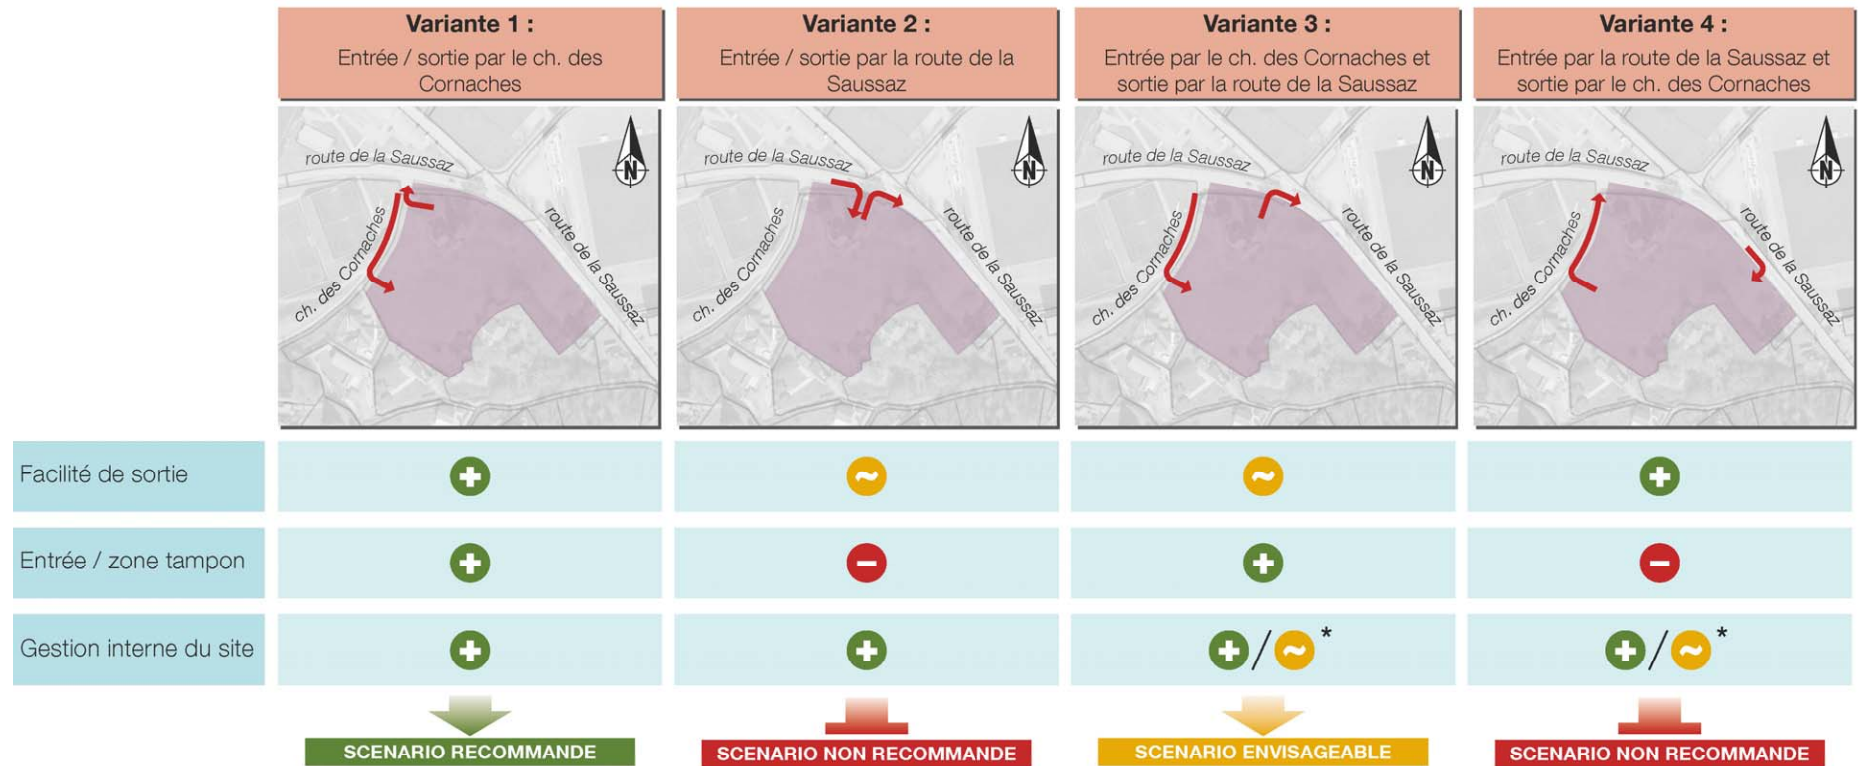 Variante 1 :
Entrée / sortie par le ch. des
Cornaches
Variante 2 :
Entrée / sortie par la route de la
Saussaz
Variante 3 :
Entrée par le ch. des Cornaches et
sortie par la route de la Saussaz
Variante 4 :
Entrée par la route de la Saussaz et
sortie par le ch. des Cornaches
route de la Saussaz
ch. des Cornaches
route de la Saussaz
N
route de la Saussaz
ch. des Cornaches
route de la Saussaz
N
route de la Saussaz
ch. des Cornaches
route de la Saussaz
N
route de la Saussaz
ch. des Cornaches
route de la Saussaz
N
Facilité de sortie
+
~
~
+
Entrée / zone tampon
+
−
+
−
Gestion interne du site
+
+
+ / ~ *
+ / ~ *
SCENARIO RECOMMANDE
SCENARIO NON RECOMMANDE
SCENARIO ENVISAGEABLE
SCENARIO NON RECOMMANDE